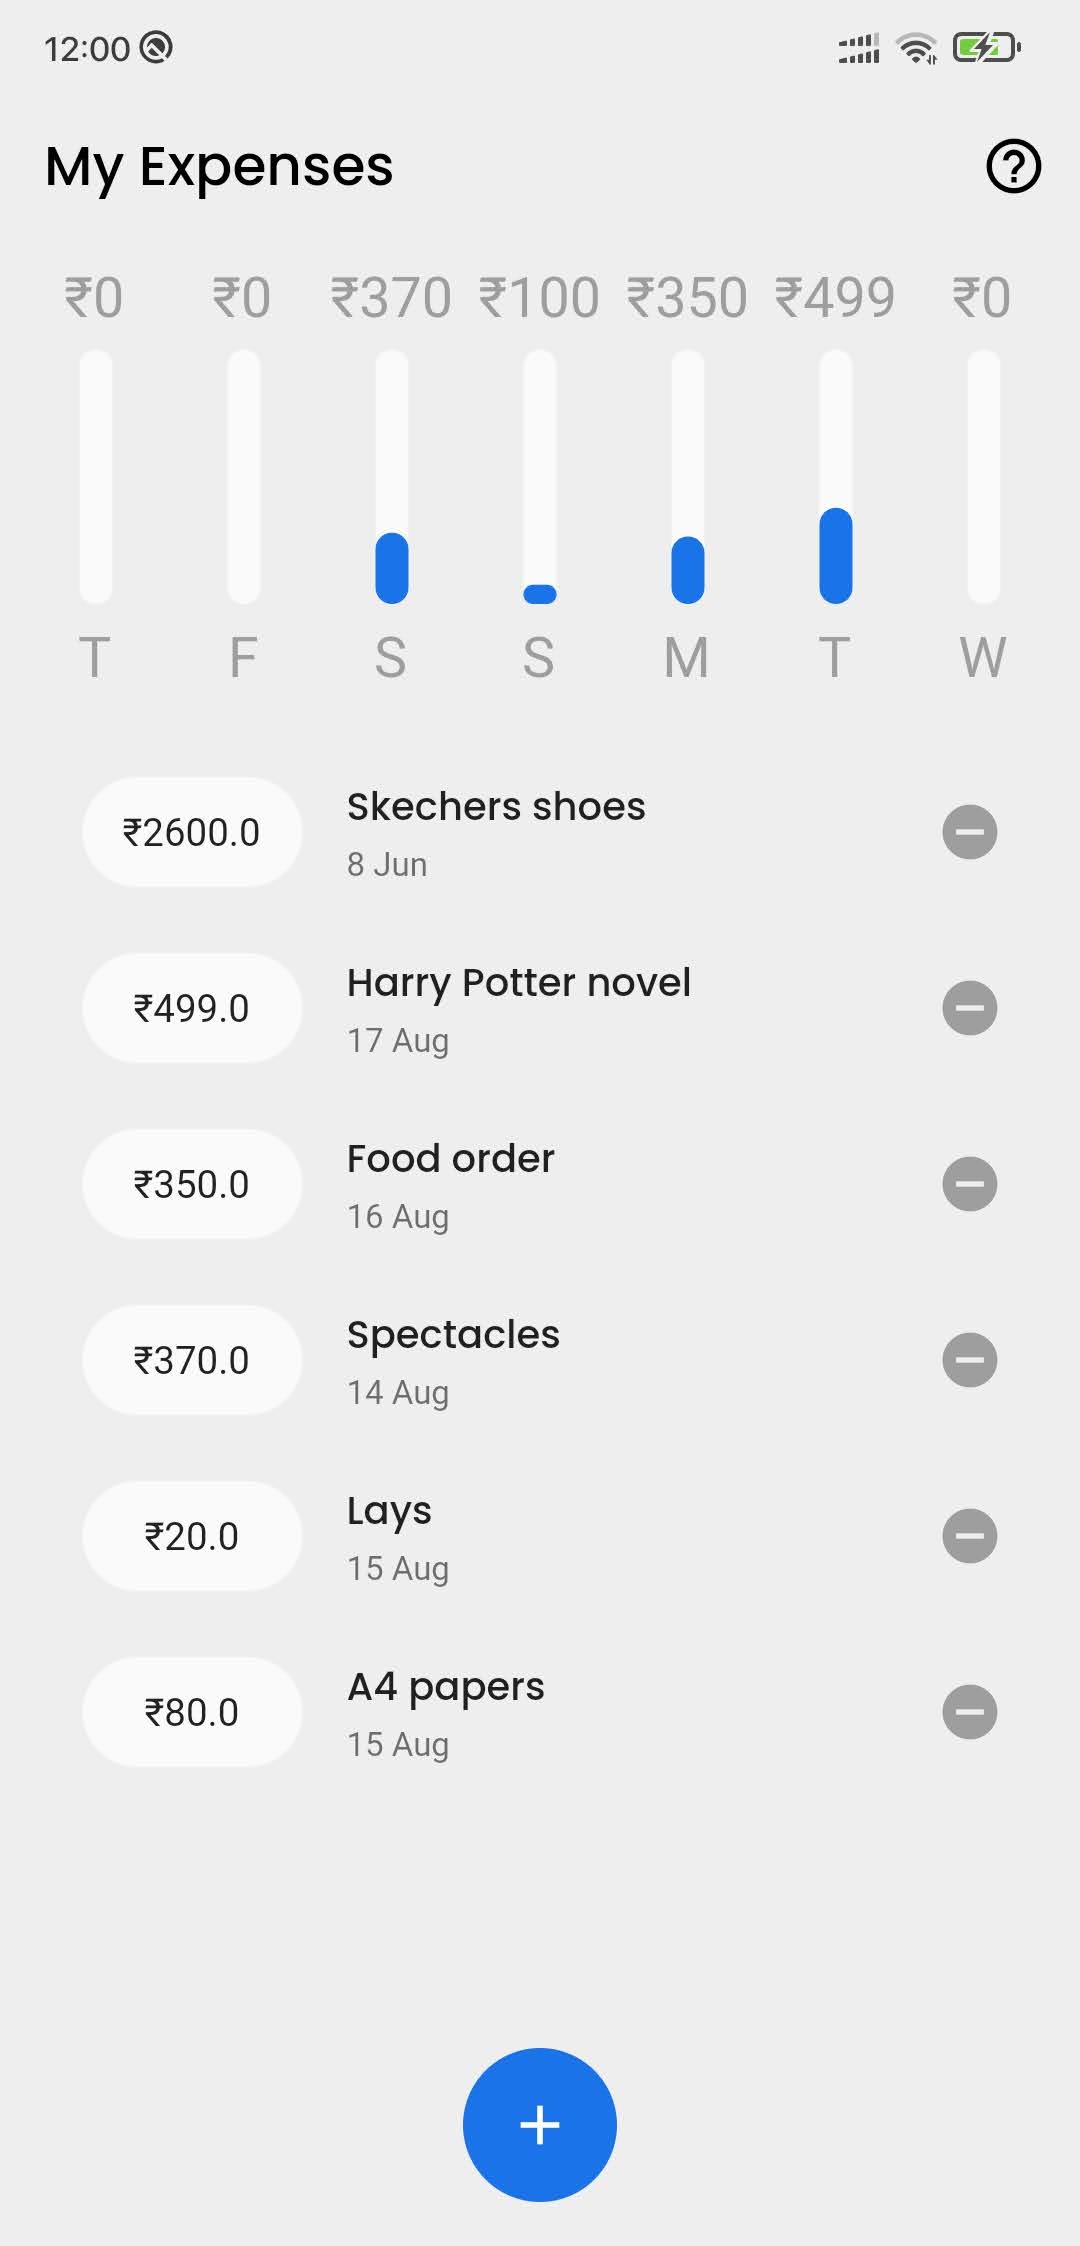 12:00
My Expenses
₹0 ₹0 ₹370 ₹100 ₹350 ₹499 ₹0
T F S S M T W
₹2600.0
Skechers shoes
8 Jun
₹499.0
Harry Potter novel
17 Aug
₹350.0
Food order
16 Aug
₹370.0
Spectacles
14 Aug
₹20.0
Lays
15 Aug
₹80.0
A4 papers
15 Aug